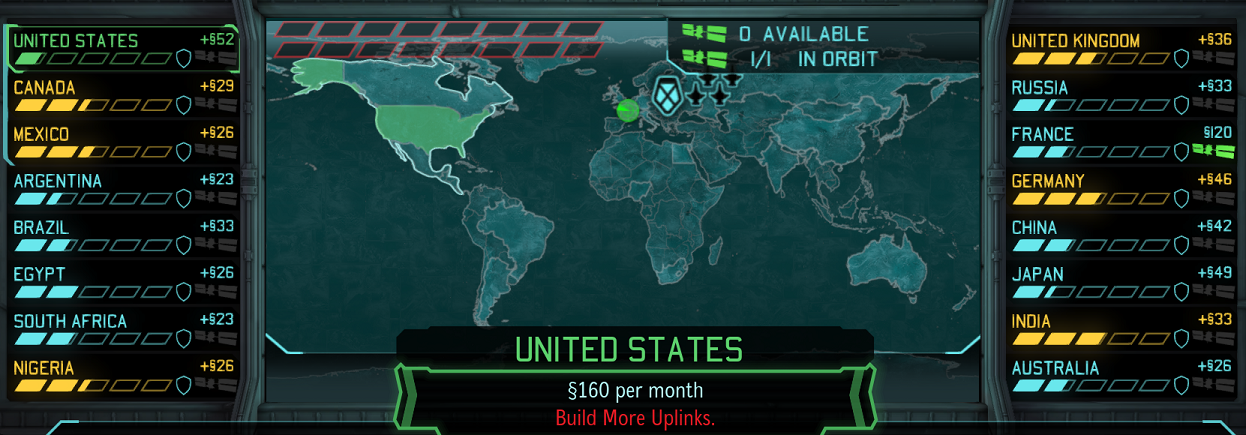 UNITED STATES +§52
CANADA +§29
MEXICO +§26
ARGENTINA +§23
BRAZIL +§33
EGYPT +§26
SOUTH AFRICA +§23
NIGERIA +§26
0 AVAILABLE
1/1 IN ORBIT
UNITED STATES
§160 per month
Build More Uplinks.
UNITED KINGDOM +§36
RUSSIA +§33
FRANCE §120
GERMANY +§46
CHINA +§42
JAPAN +§49
INDIA +§33
AUSTRALIA +§26